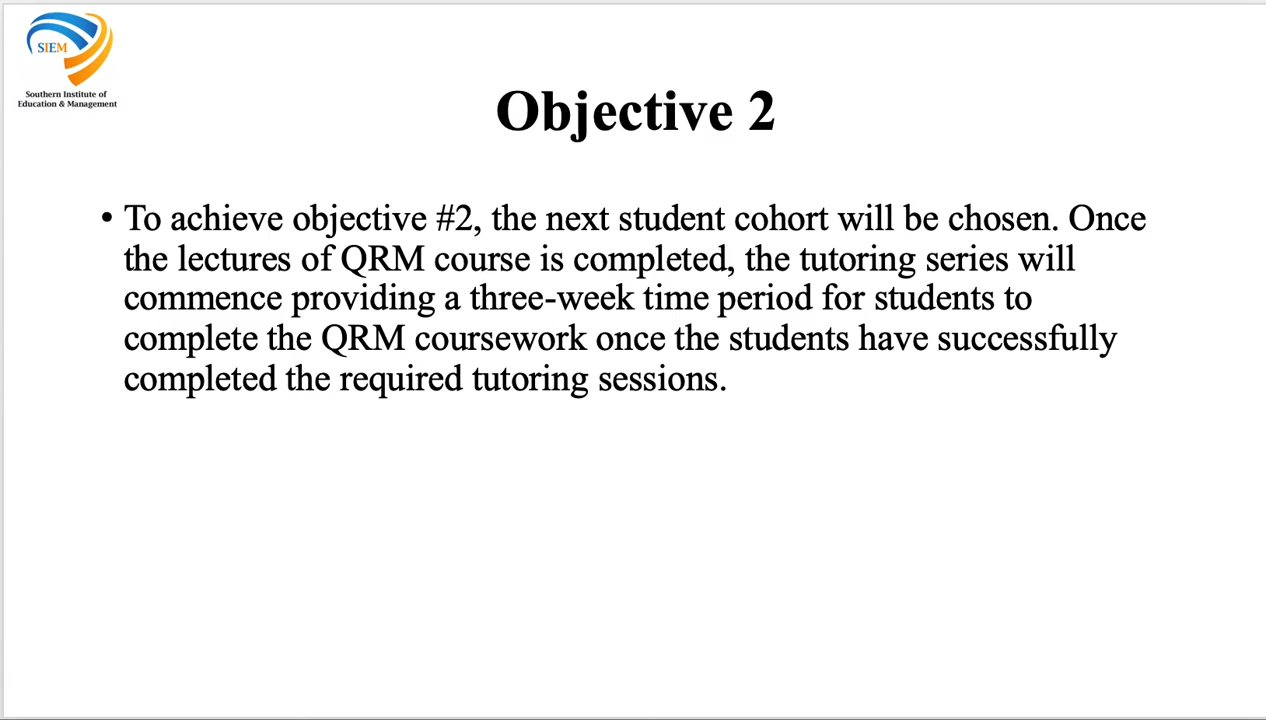 SIEM
Southern Institute of
Education & Management
Objective 2
• To achieve objective #2, the next student cohort will be chosen. Once
the lectures of QRM course is completed, the tutoring series will
commence providing a three-week time period for students to
complete the QRM coursework once the students have successfully
completed the required tutoring sessions.